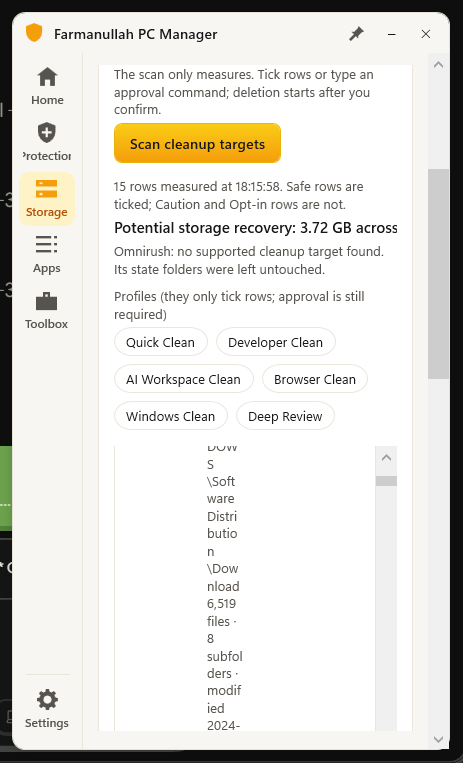 Farmanullah PC Manager
Home
Protection
Storage
Apps
Toolbox
Settings
The scan only measures. Tick rows or type an
approval command; deletion starts after you
confirm.
Scan cleanup targets
15 rows measured at 18:15:58. Safe rows are
ticked; Caution and Opt-in rows are not.
Potential storage recovery: 3.72 GB across
Omnirush: no supported cleanup target found.
Its state folders were left untouched.
Profiles (they only tick rows; approval is still
required)
Quick Clean
Developer Clean
AI Workspace Clean
Browser Clean
Windows Clean
Deep Review
DOW
S
\Soft
ware
Distri
butio
n
\Dow
nload
6,519
files ·
8
subfol
ders ·
modif
ied
2024-